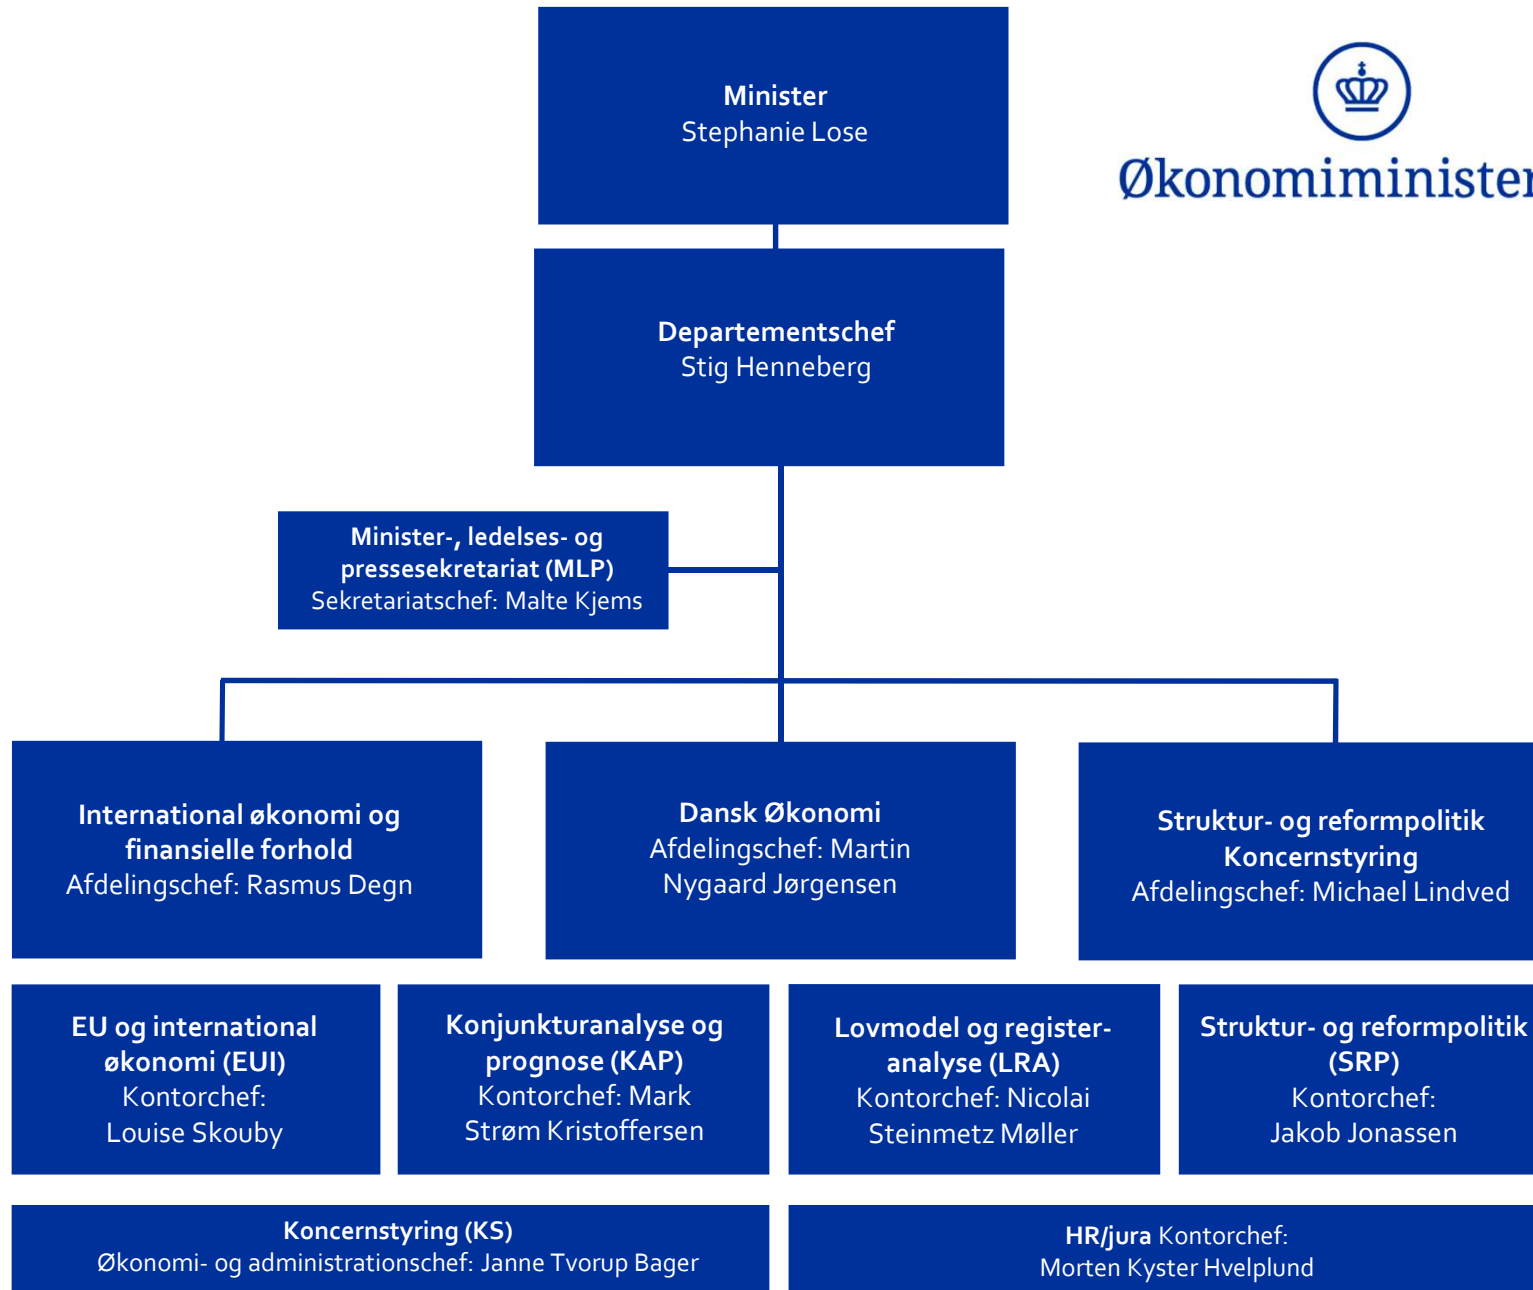 Minister
Stephanie Lose
Økonomiminister
Departementschef
Stig Henneberg
Minister-, ledelses- og
pressesekretariat (MLP)
Sekretariatschef: Malte Kjems
International økonomi og
finansielle forhold
Afdelingschef: Rasmus Degn
Dansk Økonomi
Afdelingschef: Martin
Nygaard Jørgensen
Struktur- og reformpolitik
Koncernstyring
Afdelingschef: Michael Lindved
EU og international
økonomi (EUI)
Kontorchef:
Louise Skouby
Konjunkturanalyse og
prognose (KAP)
Kontorchef: Mark
Strøm Kristoffersen
Lovmodel og register-
analyse (LRA)
Kontorchef: Nicolai
Steinmetz Møller
Struktur- og reformpolitik
(SRP)
Kontorchef:
Jakob Jonassen
Koncernstyring (KS)
Økonomi- og administrationschef: Janne Tvorup Bager
HR/jura Kontorchef:
Morten Kyster Hvelplund